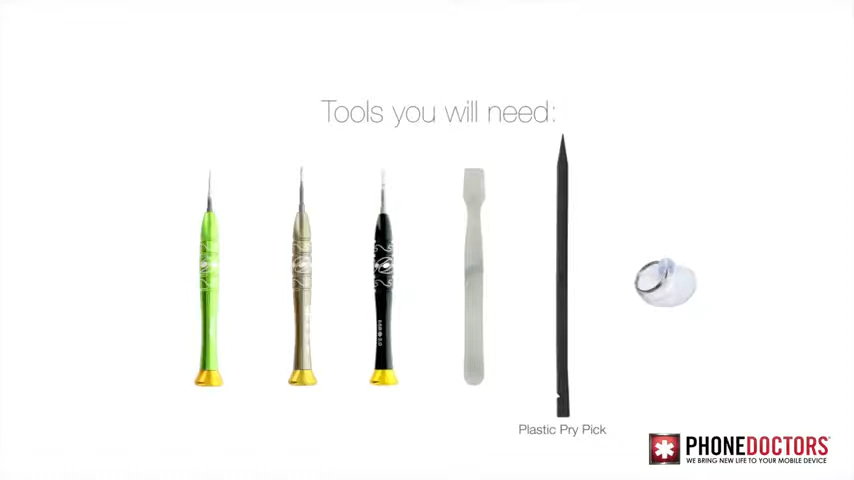 Tools you will need:
Plastic Pry Pick
PHONEDOCTORS
WE BRING NEW LIFE TO YOUR MOBILE DEVICE